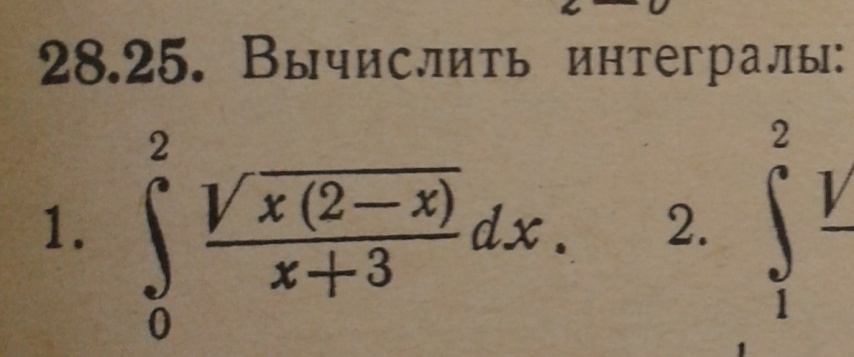 28.25. Вычислить интегралы:
1. ∫₀² √(x (2 — x)) / (x + 3) dx. 2. ∫₁² √